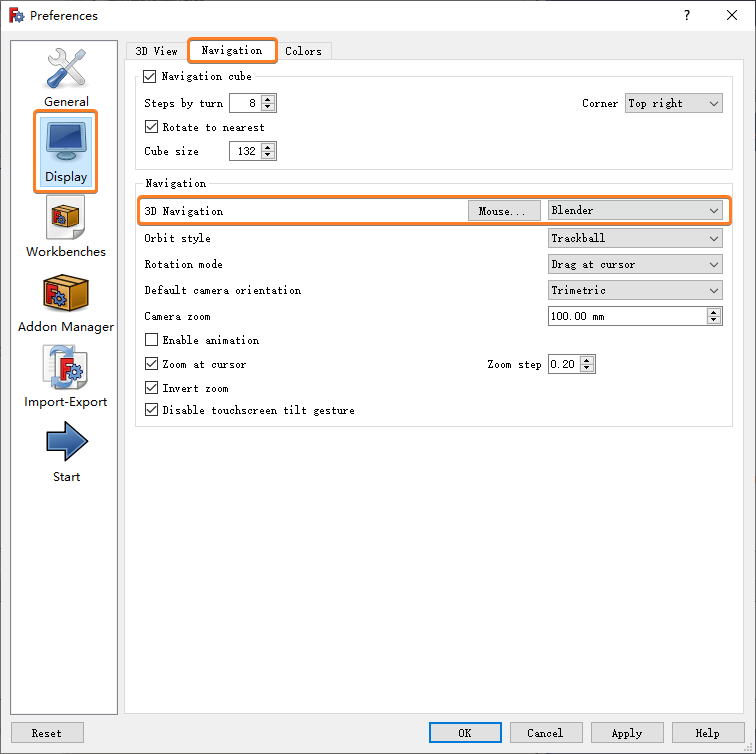 Preferences
?
General
Display
Workbenches
Addon Manager
Import-Export
Start
3D View Navigation Colors
Navigation cube
Steps by turn 8 Corner Top right
Rotate to nearest
Cube size 132
Navigation
3D Navigation Mouse... Blender
Orbit style Trackball
Rotation mode Drag at cursor
Default camera orientation Trimetric
Camera zoom 100.00 mm
Enable animation
Zoom at cursor Zoom step 0.20
Invert zoom
Disable touchscreen tilt gesture
Reset OK Cancel Apply Help